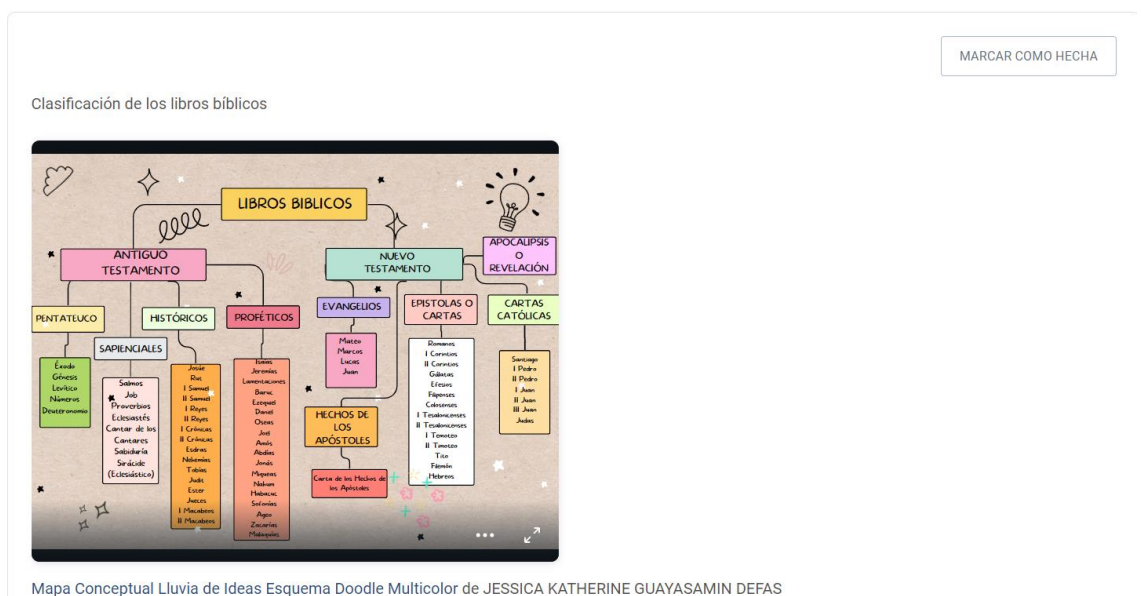 MARCAR COMO HECHA
Clasificación de los libros bíblicos
LIBROS BIBLICOS
ANTIGUO
TESTAMENTO
PENTATEUCO
Éxodo
Génesis
Levítico
Números
Deuteronomio
SAPIENCIALES
Salmos
Job
Proverbios
Eclesiastés
Cantar de los
Cantares
Sabiduría
Sirácide
(Eclesiástico)
HISTÓRICOS
Josúe
Rut
I Samuel
II Samuel
I Reyes
II Reyes
I Crónicas
II Crónicas
Esdras
Nehemías
Tobías
Judit
Ester
Jueces
I Macabeos
II Macabeos
PROFÉTICOS
Isaías
Jeremías
Lamentaciones
Baruc
Ezequiel
Daniel
Oseas
Joel
Amós
Abdías
Jonás
Miqueas
Nahum
Habacuc
Sofonías
Ageo
Zacarías
Malaquías
NUEVO
TESTAMENTO
EVANGELIOS
Mateo
Marcos
Lucas
Juan
HECHOS DE
LOS
APÓSTOLES
Carta de los Hechos de
los Apóstoles
EPISTOLAS O
CARTAS
Romanos
I Corintios
II Corintios
Gálatas
Efesios
Filipenses
Colosenses
I Tesalonicenses
II Tesalonicenses
I Timoteo
II Timoteo
Tito
Filemón
Hebreos
APOCALIPSIS
O
REVELACIÓN
CARTAS
CATÓLICAS
Santiago
I Pedro
II Pedro
I Juan
II Juan
III Juan
Judas
Mapa Conceptual Lluvia de Ideas Esquema Doodle Multicolor de JESSICA KATHERINE GUAYASAMIN DEFAS